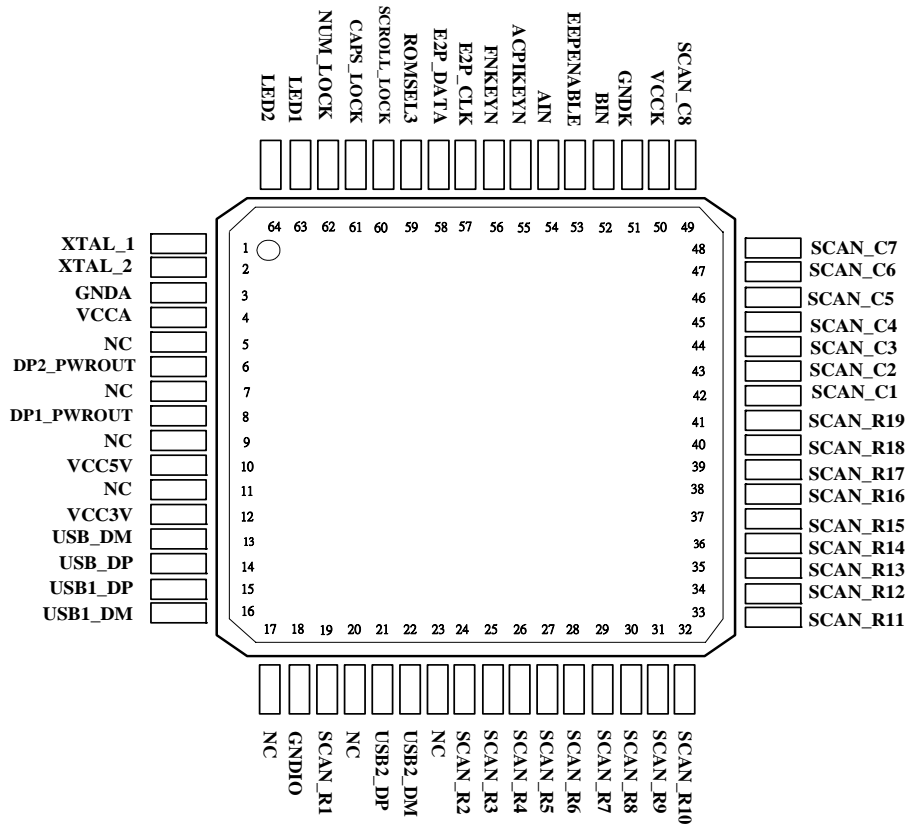 LED2
LED1
NUM_LOCK
CAPS_LOCK
SCROLL_LOCK
ROMSEL3
E2P_DATA
E2P_CLK
FNKEYN
ACPIKEYN
AIN
EEPENABLE
BIN
GNDK
VCCK
SCAN_C8
64 63 62 61 60 59 58 57 56 55 54 53 52 51 50 49
XTAL_1 1
XTAL_2 2
GNDA 3
VCCA 4
NC 5
DP2_PWROUT 6
NC 7
DP1_PWROUT 8
NC 9
VCC5V 10
NC 11
VCC3V 12
USB_DM 13
USB_DP 14
USB1_DP 15
USB1_DM 16
48 SCAN_C7
47 SCAN_C6
46 SCAN_C5
45 SCAN_C4
44 SCAN_C3
43 SCAN_C2
42 SCAN_C1
41 SCAN_R19
40 SCAN_R18
39 SCAN_R17
38 SCAN_R16
37 SCAN_R15
36 SCAN_R14
35 SCAN_R13
34 SCAN_R12
33 SCAN_R11
17 18 19 20 21 22 23 24 25 26 27 28 29 30 31 32
NC
GNDIO
SCAN_R1
NC
USB2_DP
USB2_DM
NC
SCAN_R2
SCAN_R3
SCAN_R4
SCAN_R5
SCAN_R6
SCAN_R7
SCAN_R8
SCAN_R9
SCAN_R10